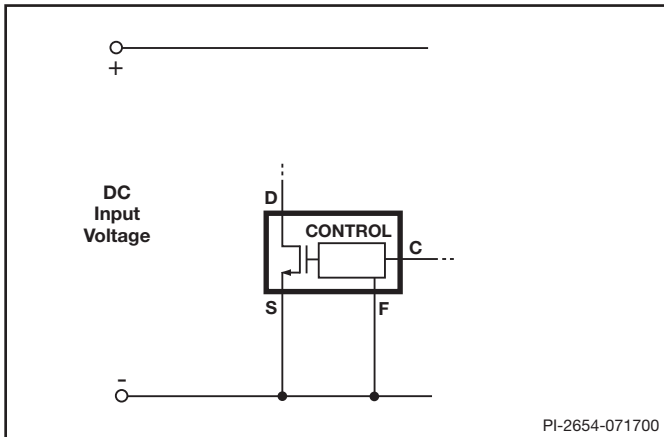 +
D
DC
Input
Voltage
CONTROL
C
S
F
-
PI-2654-071700